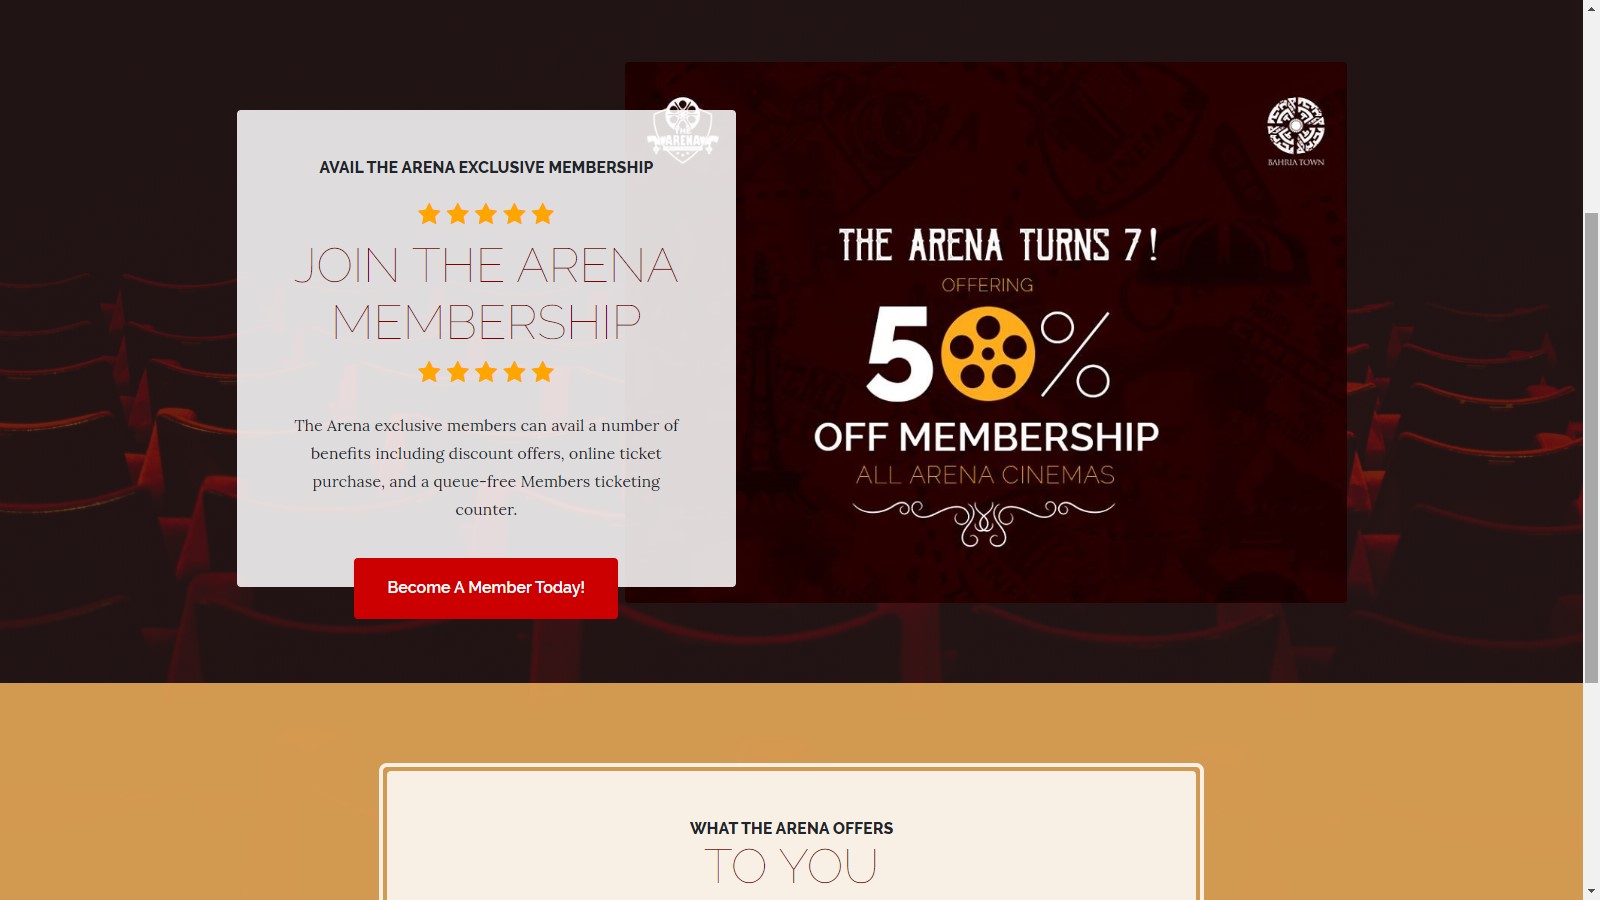 AVAIL THE ARENA EXCLUSIVE MEMBERSHIP
JOIN THE ARENA
MEMBERSHIP
The Arena exclusive members can avail a number of
benefits including discount offers, online ticket
purchase, and a queue-free Members ticketing
counter.
Become A Member Today!
THE
ARENA
BAHRIA TOWN
THE ARENA TURNS 7!
OFFERING
50%
OFF MEMBERSHIP
ALL ARENA CINEMAS
WHAT THE ARENA OFFERS
TO YOU